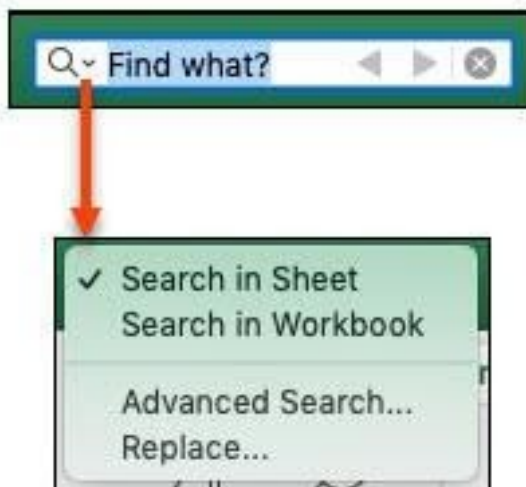 Find what?
Search in Sheet
Search in Workbook
Advanced Search...
Replace...